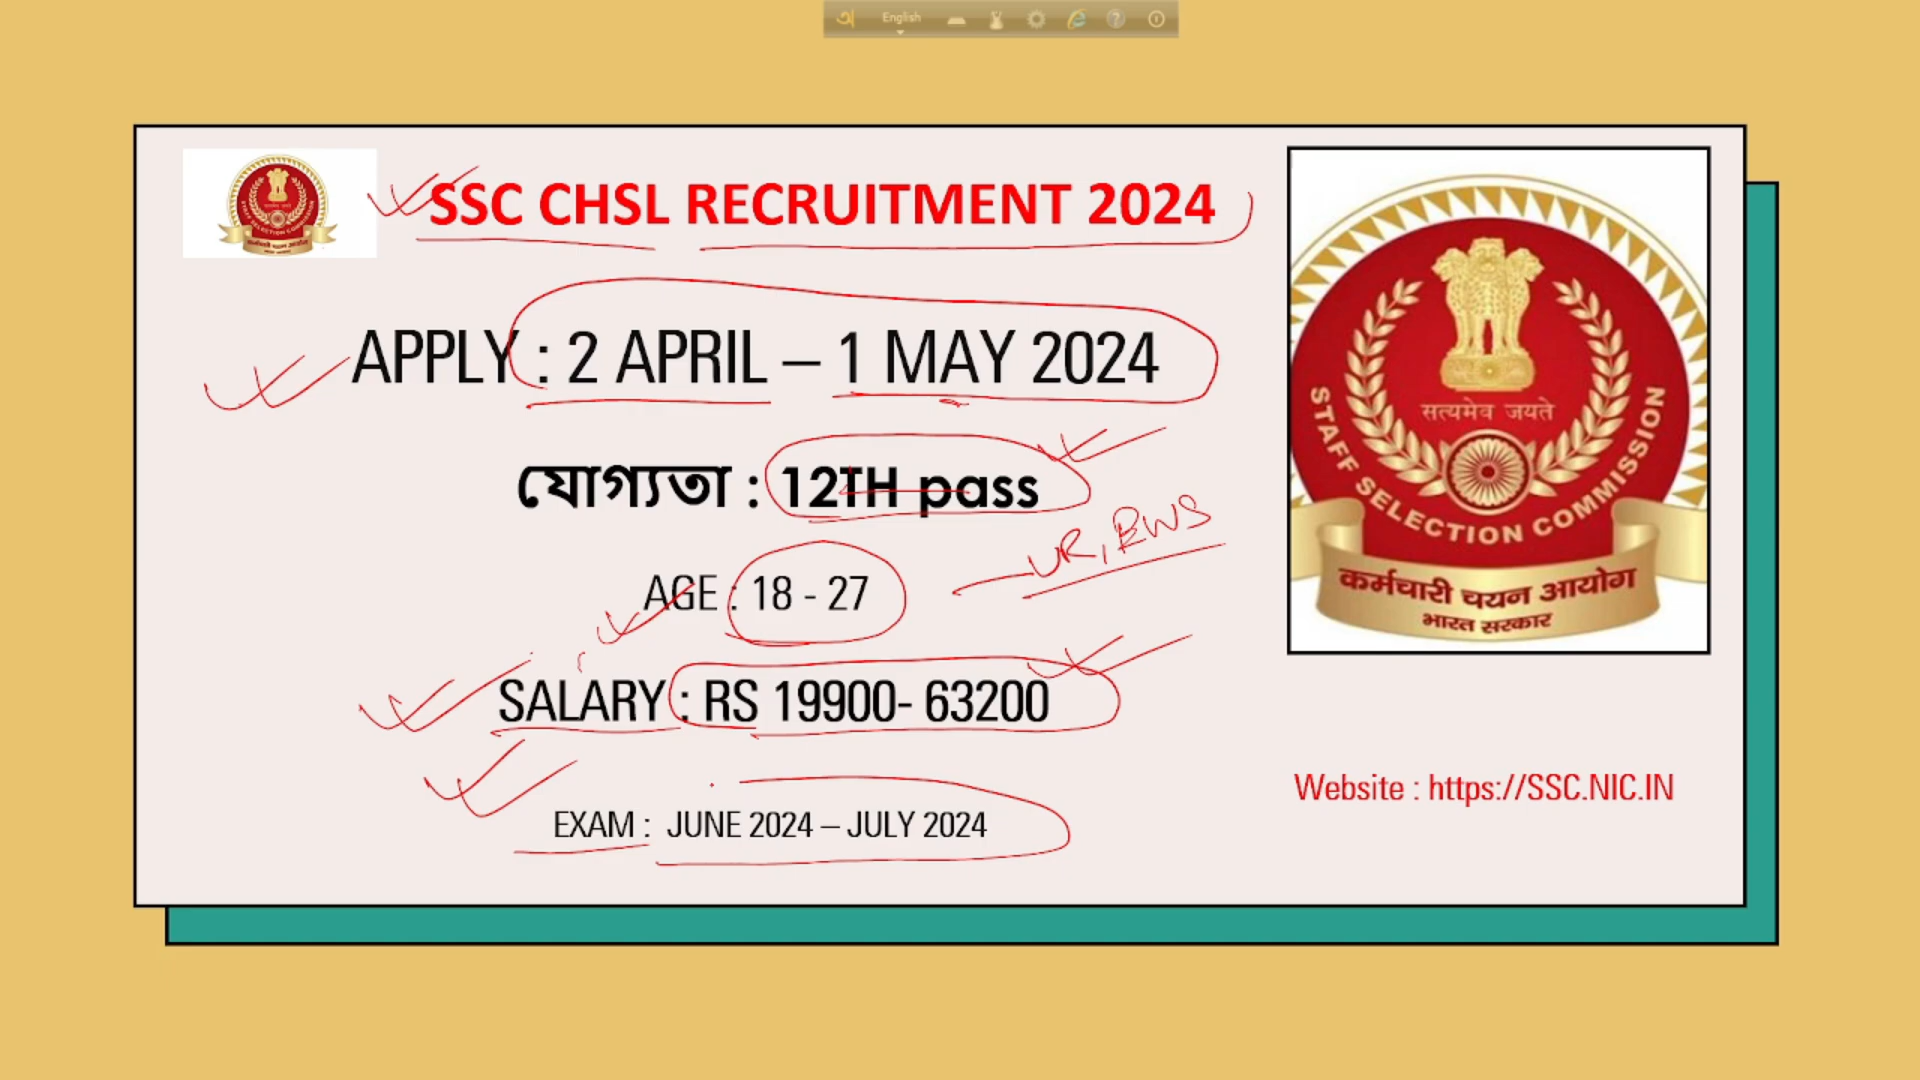 English
SSC CHSL RECRUITMENT 2024
APPLY : 2 APRIL – 1 MAY 2024
যোগ্যতা : 12TH pass
UR, EWS
AGE : 18 - 27
SALARY : RS 19900- 63200
EXAM : JUNE 2024 – JULY 2024
सत्यमेव जयते
STAFF SELECTION COMMISSION
कर्मचारी चयन आयोग
भारत सरकार
Website : https://SSC.NIC.IN